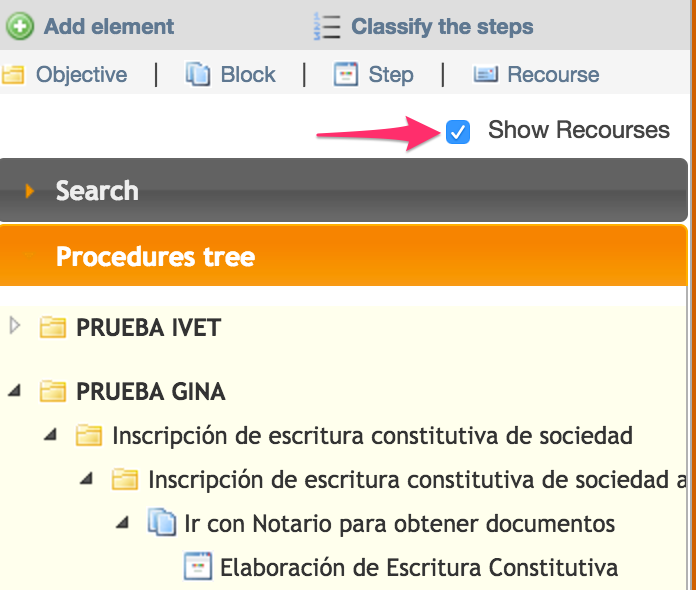 Add element Classify the steps
Objective | Block | Step | Recourse
Show Recourses
Search
Procedures tree
PRUEBA IVET
PRUEBA GINA
Inscripción de escritura constitutiva de sociedad
Inscripción de escritura constitutiva de sociedad a
Ir con Notario para obtener documentos
Elaboración de Escritura Constitutiva